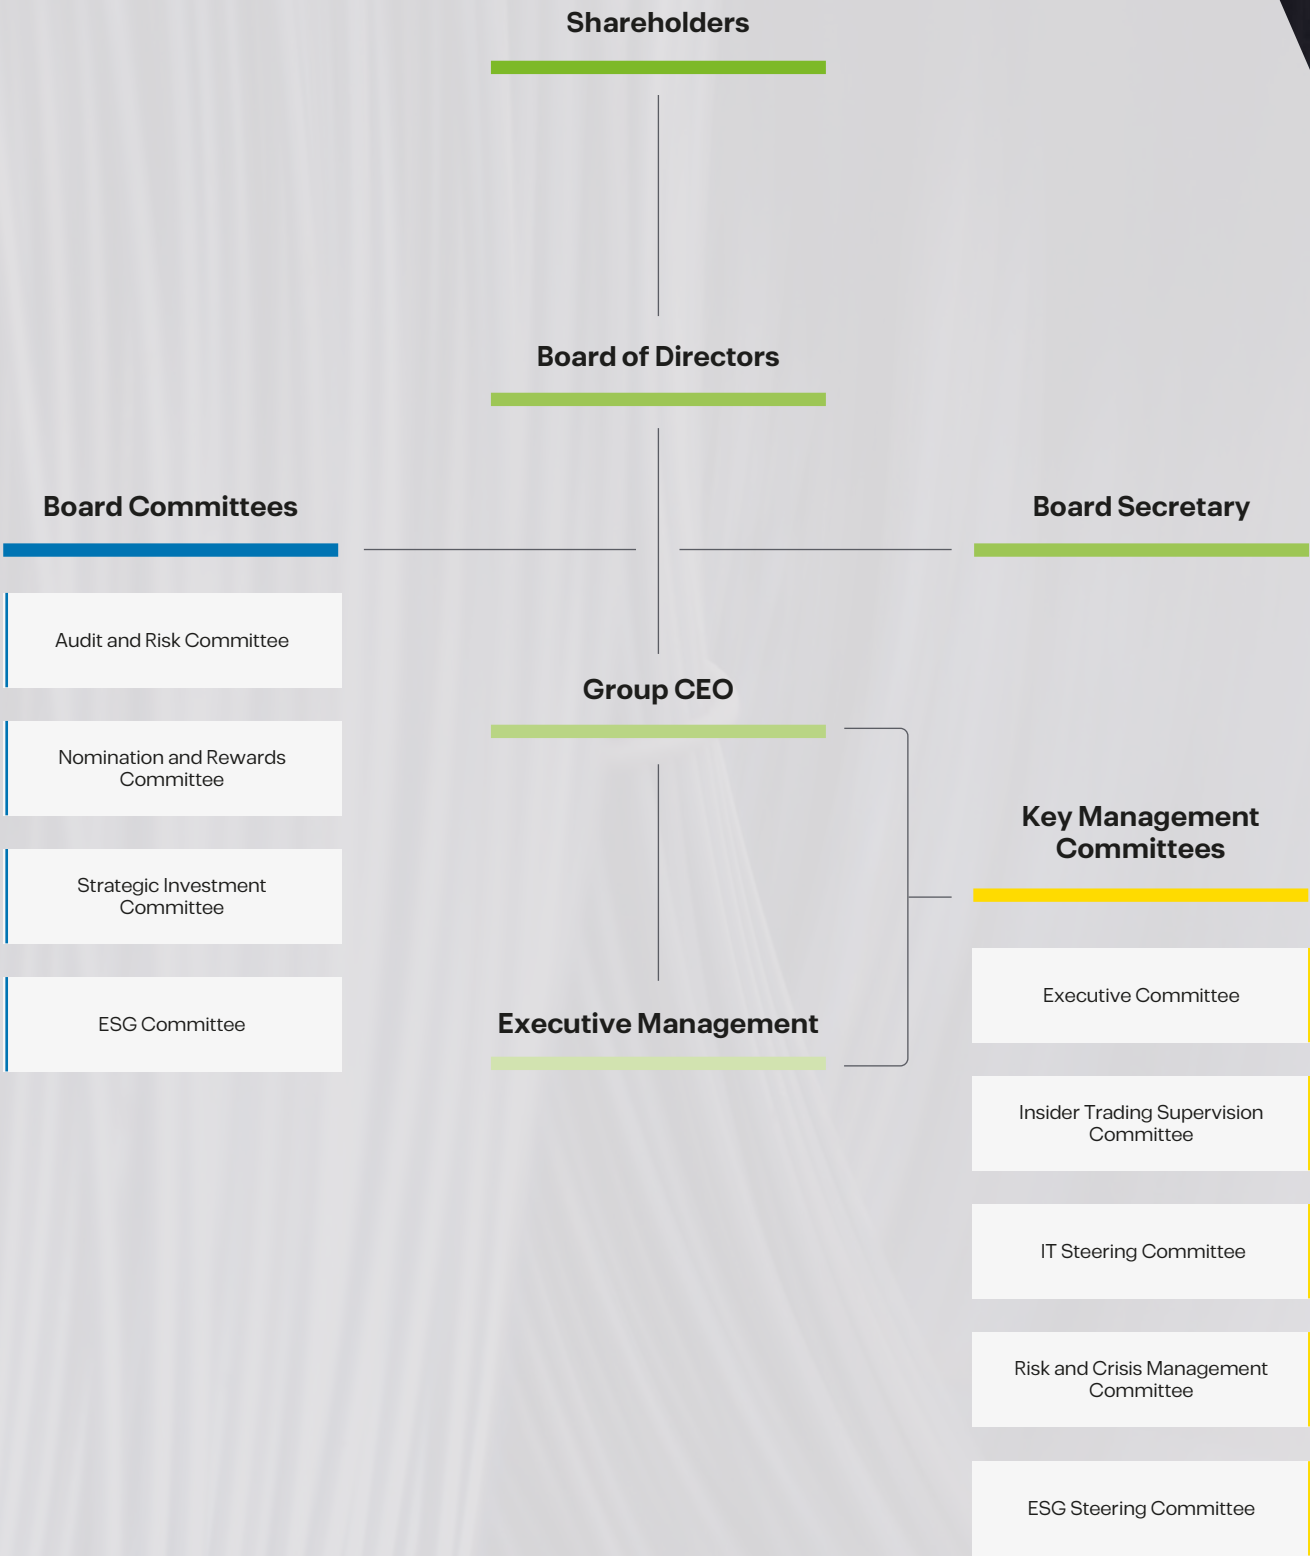 Shareholders
Board of Directors
Board Committees
Audit and Risk Committee
Nomination and Rewards
Committee
Strategic Investment
Committee
ESG Committee
Board Secretary
Group CEO
Executive Management
Key Management
Committees
Executive Committee
Insider Trading Supervision
Committee
IT Steering Committee
Risk and Crisis Management
Committee
ESG Steering Committee